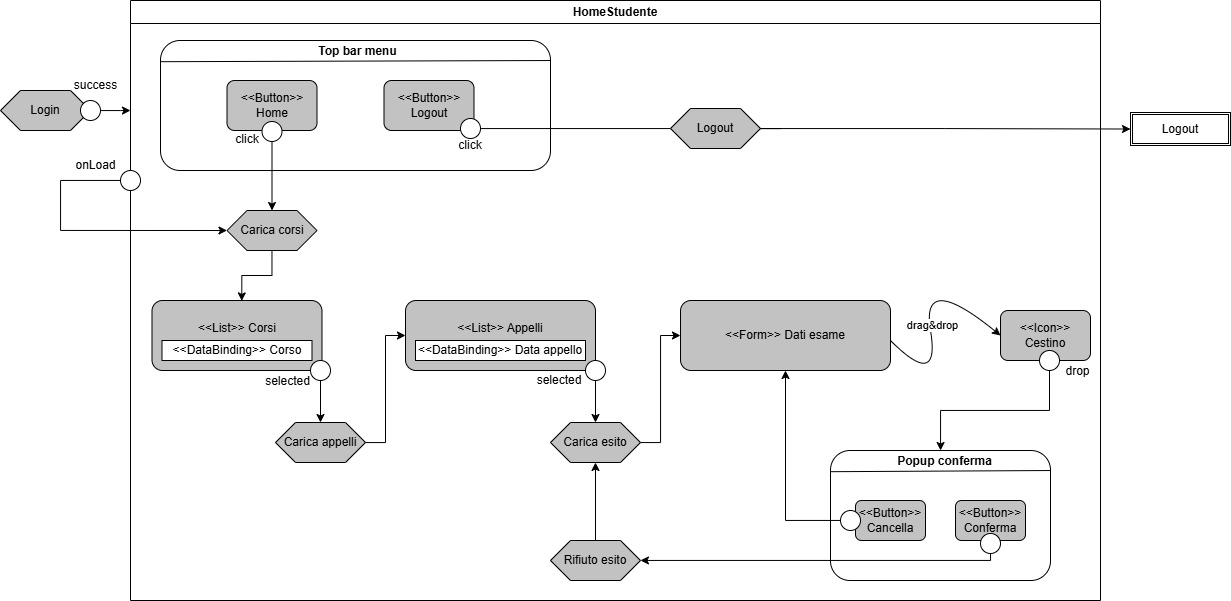 HomeStudente
Top bar menu
success
Login
<<Button>>
Home
click
<<Button>>
Logout
click
Logout
Logout
onLoad
Carica corsi
<<List>> Corsi
<<DataBinding>> Corso
selected
<<List>> Appelli
<<DataBinding>> Data appello
selected
<<Form>> Dati esame
drag&drop
<<Icon>>
Cestino
drop
Carica appelli
Carica esito
Popup conferma
<<Button>>
Cancella
<<Button>>
Conferma
Rifiuto esito